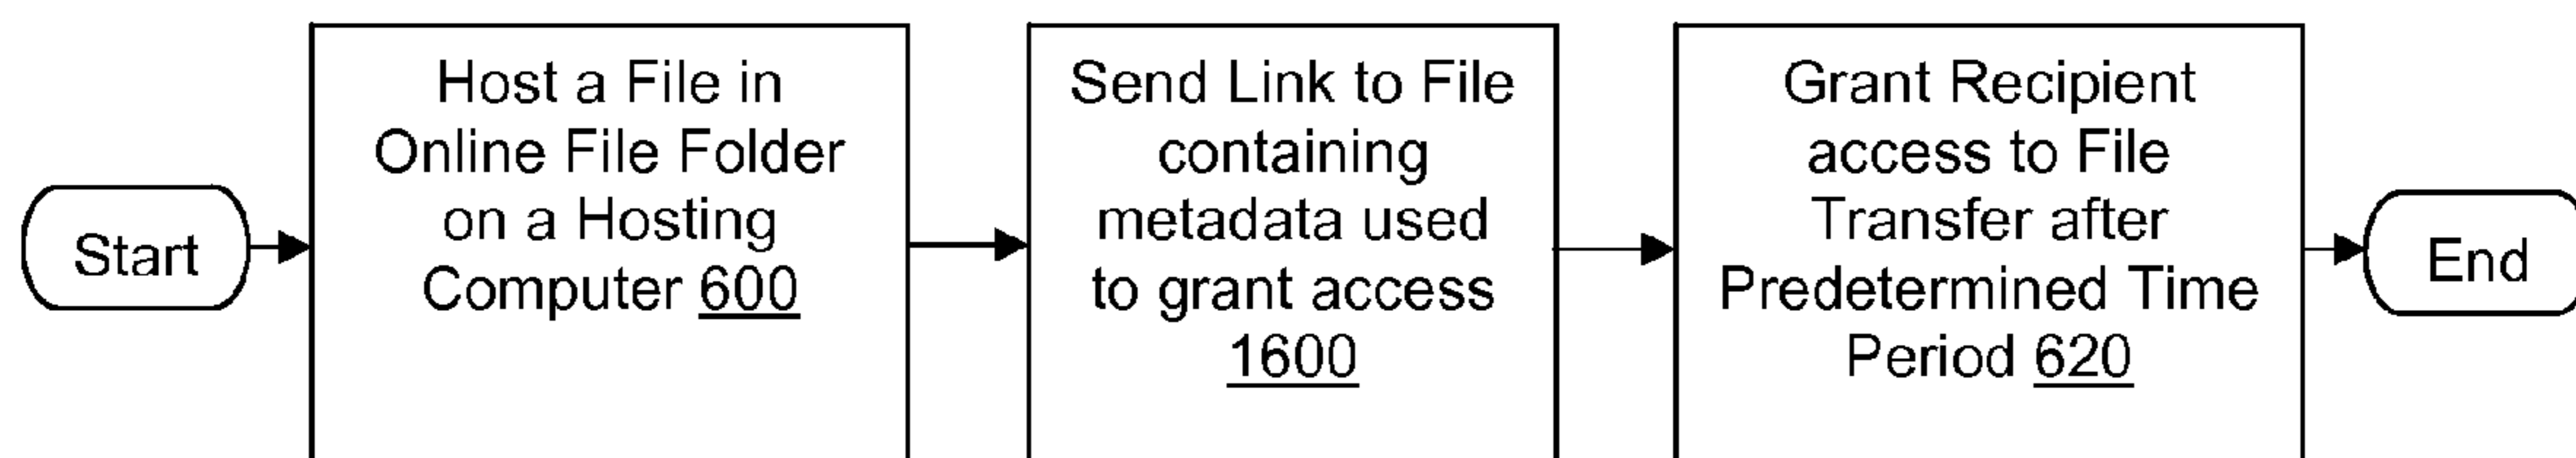 Start
Host a File in
Online File Folder
on a Hosting
Computer 600
Send Link to File
containing
metadata used
to grant access
1600
Grant Recipient
access to File
Transfer after
Predetermined Time
Period 620
End